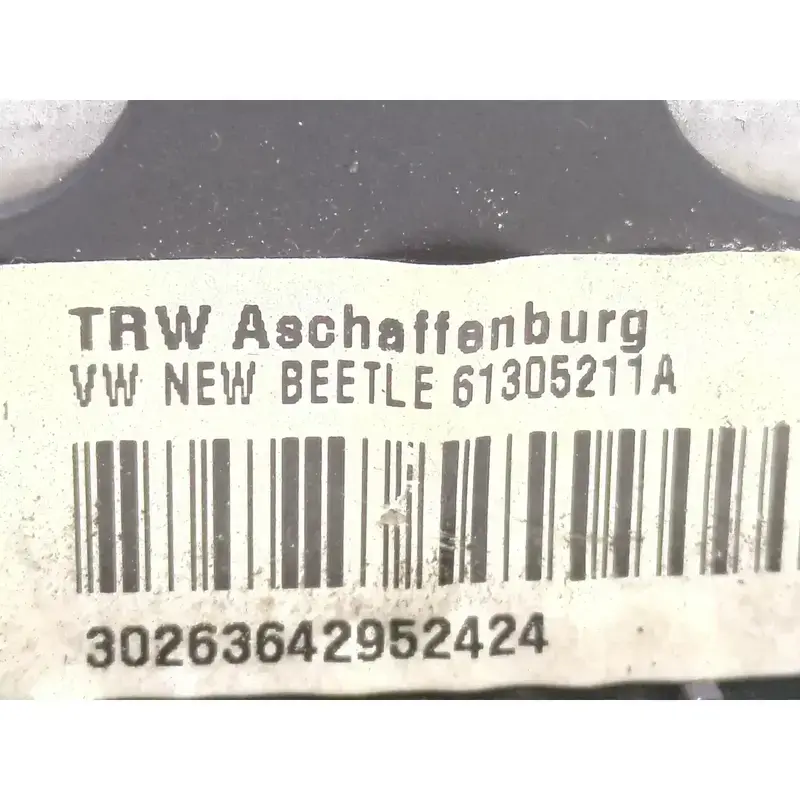 TRW Aschaffenburg
VW NEW BEETLE 61305211A
30263642952424